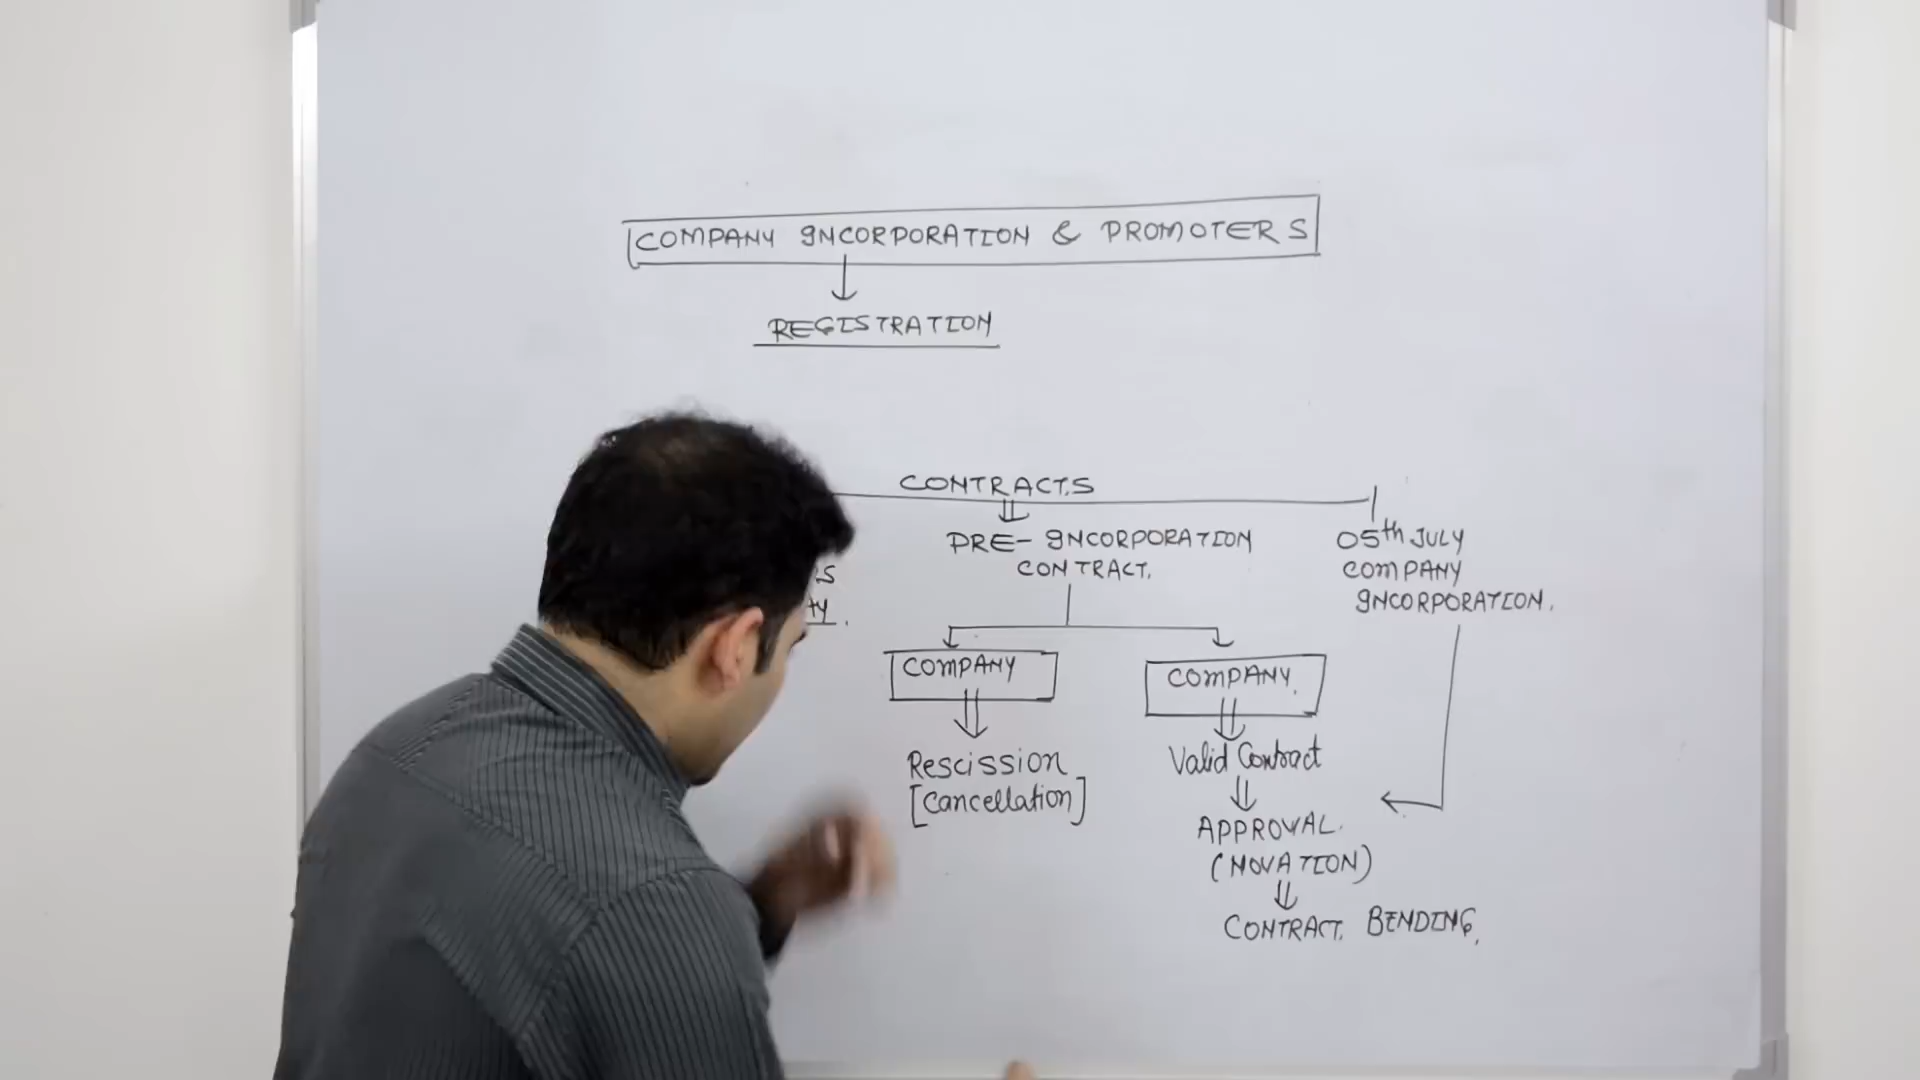 COMPANY INCORPORATION & PROMOTERS
REGISTRATION
CONTRACTS
PRE-INCORPORATION
CONTRACT.
05th JULY
COMPANY
INCORPORATION.
COMPANY
Rescission
[Cancellation]
COMPANY
Valid Contract
APPROVAL.
(NOVATION)
CONTRACT BENDING